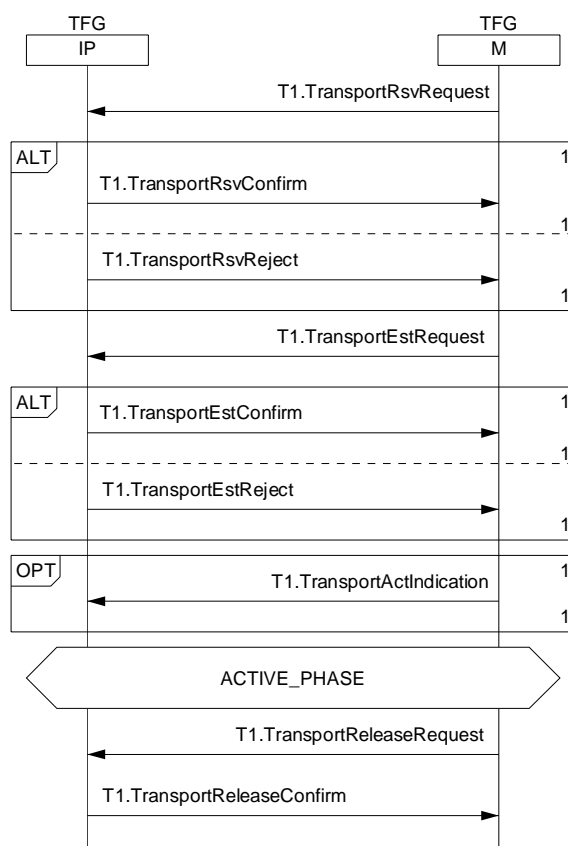 TFG TFG
IP M
T1.TransportRsvRequest
ALT 1
T1.TransportRsvConfirm
1
T1.TransportRsvReject
1
T1.TransportEstRequest
ALT 1
T1.TransportEstConfirm
1
T1.TransportEstReject
1
OPT 1
T1.TransportActIndication
1
ACTIVE_PHASE
T1.TransportReleaseRequest
T1.TransportReleaseConfirm